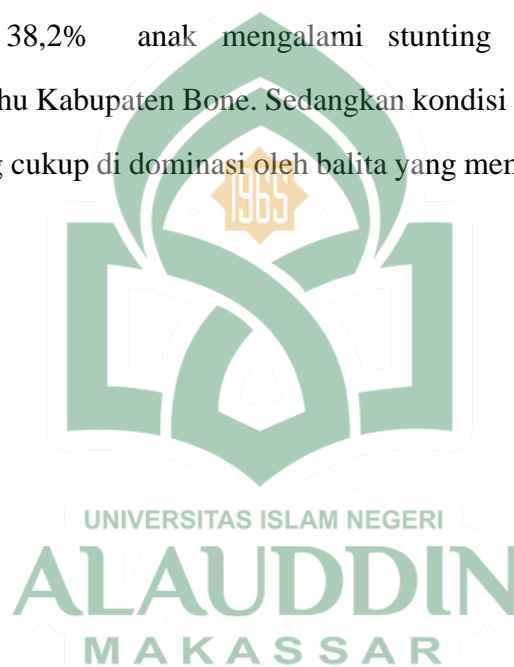 38,2% anak mengalami stunting
hu Kabupaten Bone. Sedangkan kondisi
g cukup di dominasi oleh balita yang men
1965
UNIVERSITAS ISLAM NEGERI
ALAUDDIN
MAKASSAR